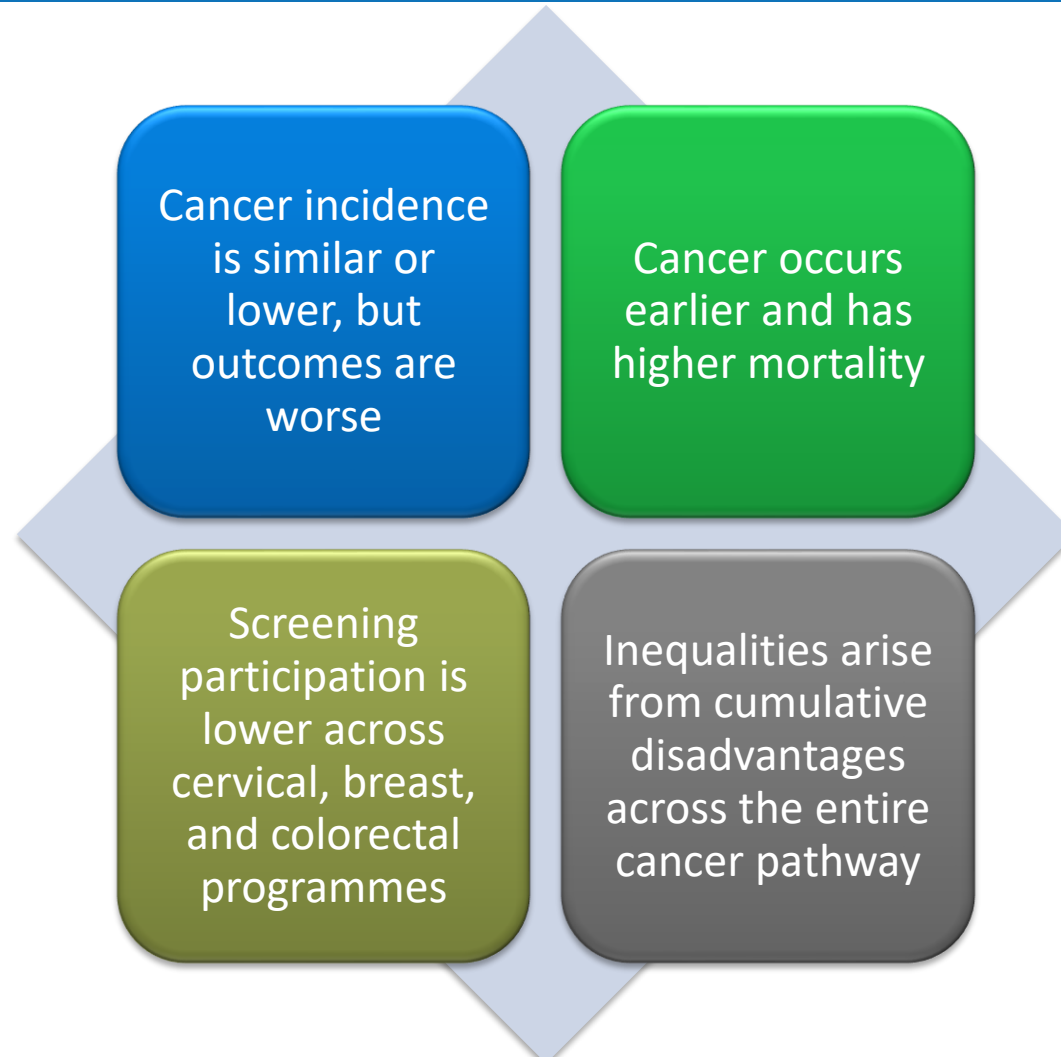 Cancer incidence
is similar or
lower, but
outcomes are
worse
Cancer occurs
earlier and has
higher mortality
Screening
participation is
lower across
cervical, breast,
and colorectal
programmes
Inequalities arise
from cumulative
disadvantages
across the entire
cancer pathway